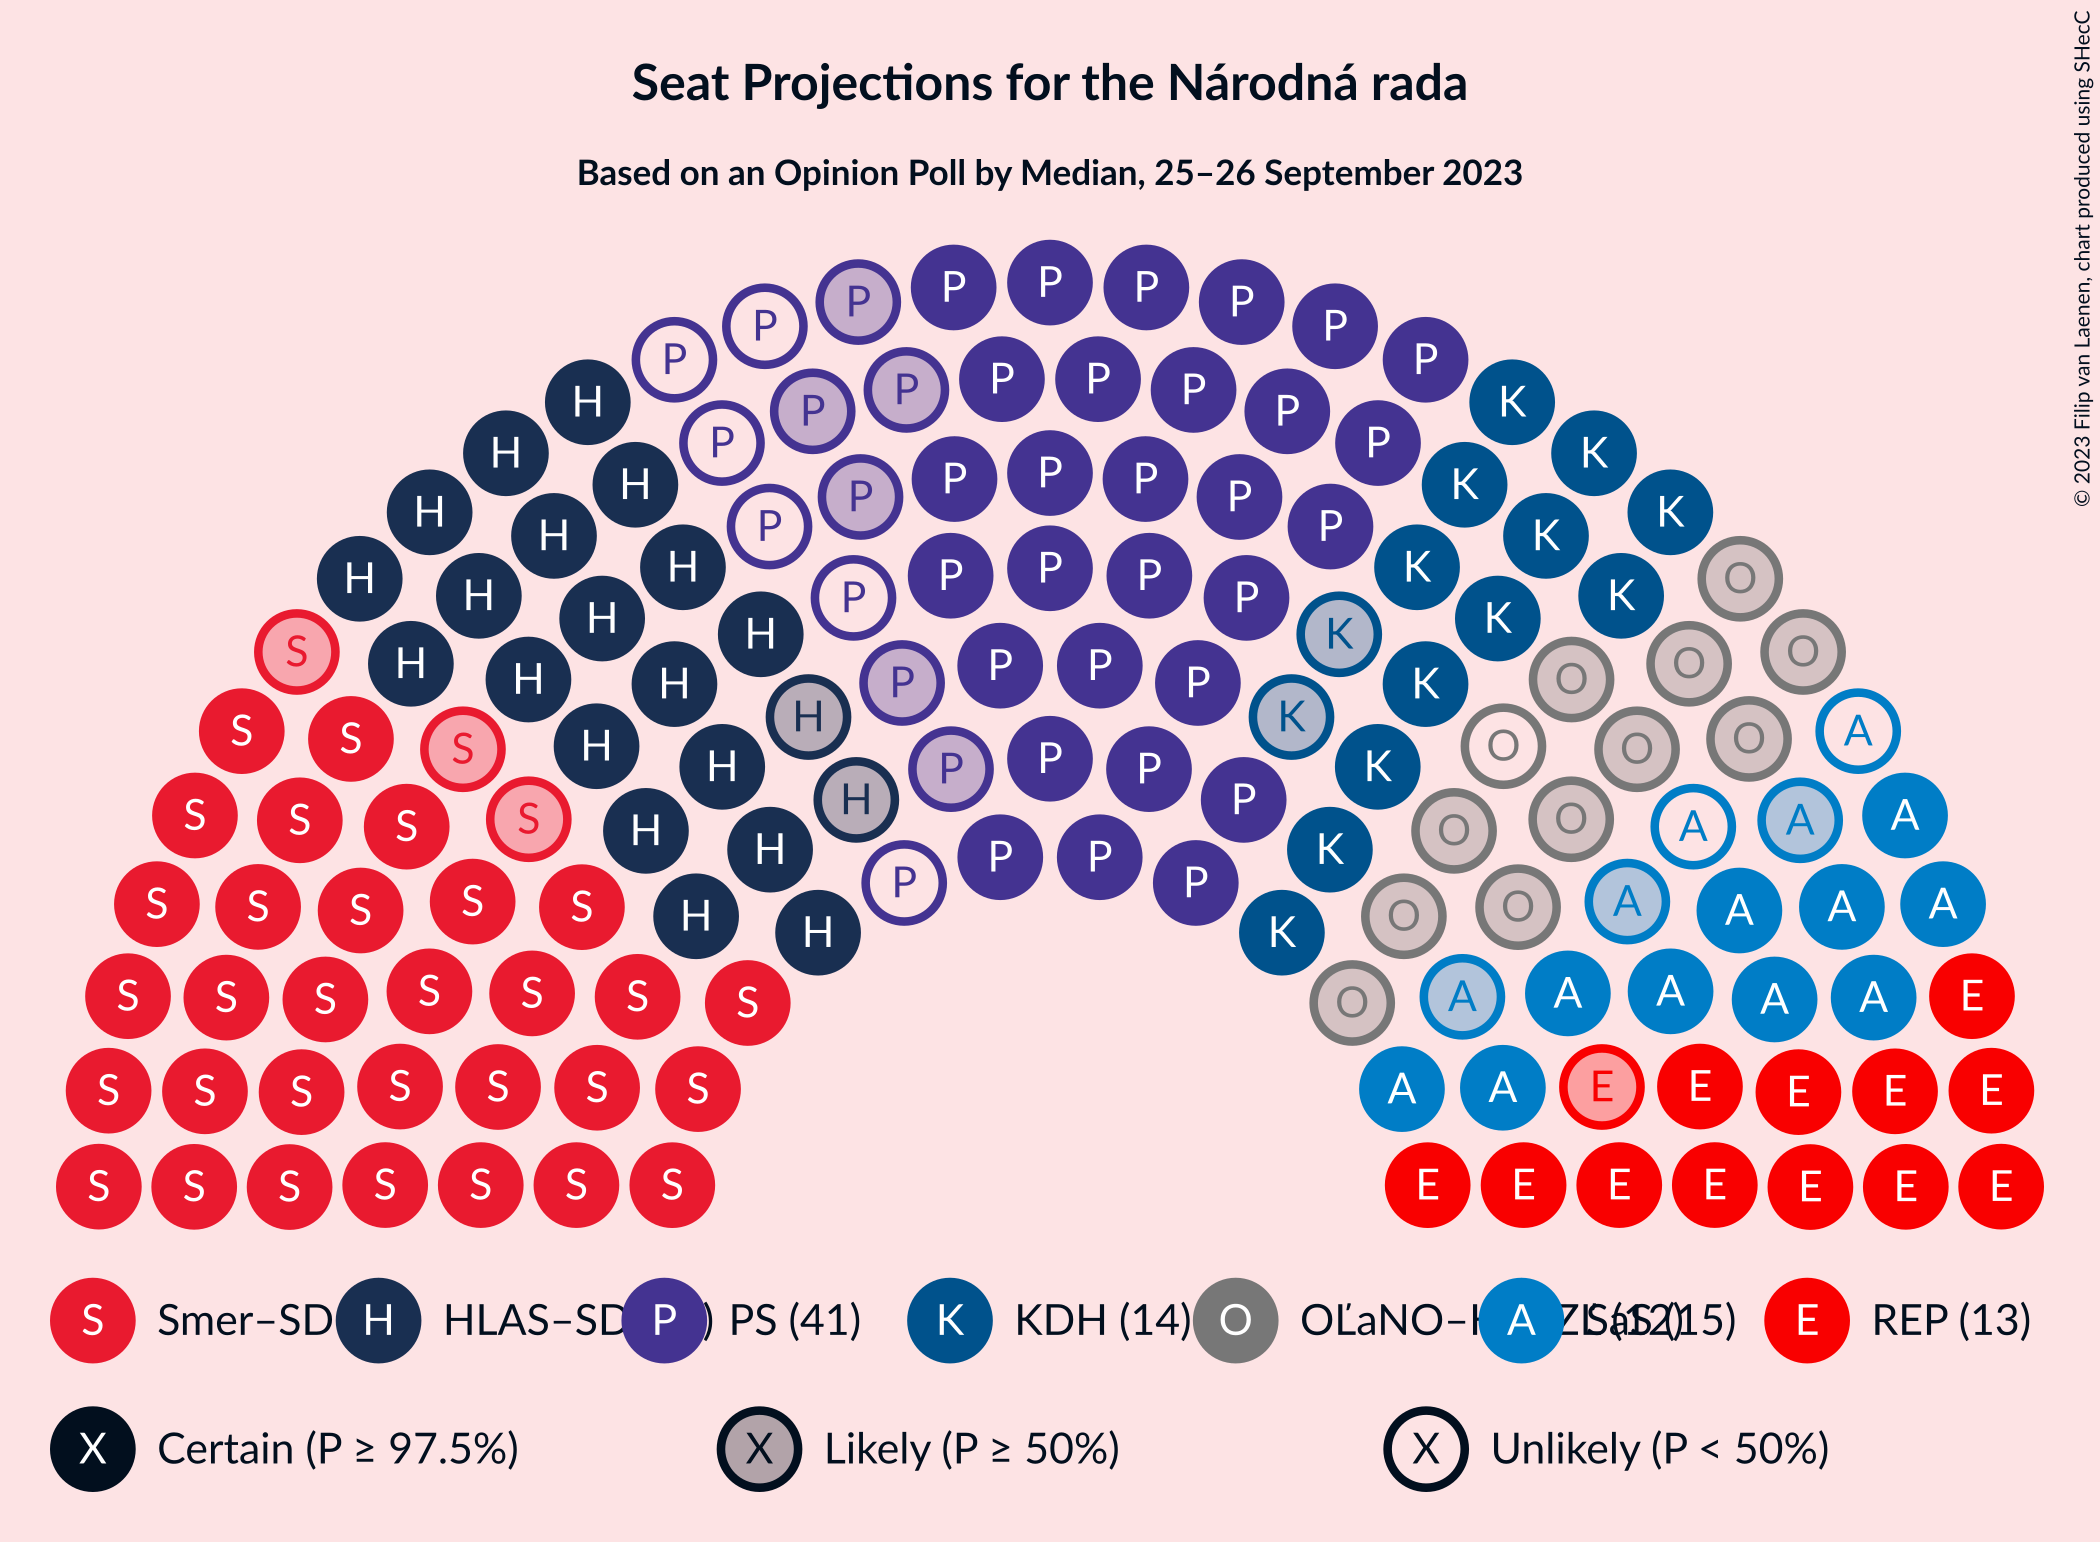 Seat Projections for the Národná rada
Based on an Opinion Poll by Median, 25–26 September 2023
© 2023 Filip van Laenen, chart produced using SHecC
P P P P P
P P
P P
P P P P
H P P K
H P P K
H P P P K
H P P K
H P P K
H H P P P K O
H P P K
H K
H K
S H P P O O
H H P P K O
H K
S S S H O O O A
H P P P K
H P
S S S S H O O A A A
H P P K
P P
S S S S S H O O A A A A
H K
S S S S S S S O A A A A A E
S S S S S S S A A E E E E E
S S S S S S S E E E E E E E
S Smer–SD H HLAS–SD P ) PS (41) K KDH (14) O OĽaNO– A SaS (15) E REP (13)
X Certain (P ≥ 97.5%) X Likely (P ≥ 50%) X Unlikely (P < 50%)